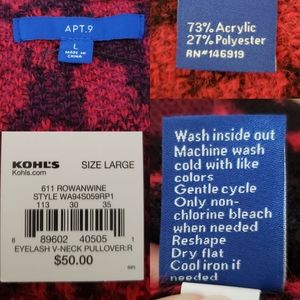 APT.9
L
MADE IN
CHINA
73% Acrylic
27% Polyester
RN#146919
KOHL'S
Kohls.com
SIZE LARGE
611 ROWANWINE
STYLE WA94S059RP1
113 30 35
8 89602 40505 1
EYELASH V-NECK PULLOVER:R
$50.00
Wash inside out
Machine wash
cold with like
colors
Gentle cycle
Only non-
chlorine bleach
when needed
Reshape
Dry flat
Cool iron if
needed